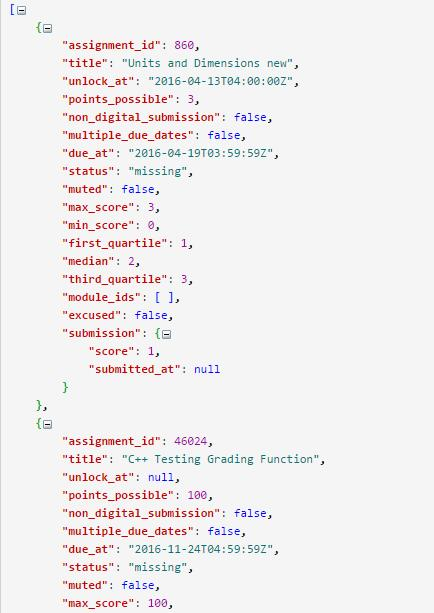 [
{
"assignment_id": 860,
"title": "Units and Dimensions new",
"unlock_at": "2016-04-13T04:00:00Z",
"points_possible": 3,
"non_digital_submission": false,
"multiple_due_dates": false,
"due_at": "2016-04-19T03:59:59Z",
"status": "missing",
"muted": false,
"max_score": 3,
"min_score": 0,
"first_quartile": 1,
"median": 2,
"third_quartile": 3,
"module_ids": [ ],
"excused": false,
"submission": {
"score": 1,
"submitted_at": null
}
},
{
"assignment_id": 46024,
"title": "C++ Testing Grading Function",
"unlock_at": null,
"points_possible": 100,
"non_digital_submission": false,
"multiple_due_dates": false,
"due_at": "2016-11-24T04:59:59Z",
"status": "missing",
"muted": false,
"max_score": 100,